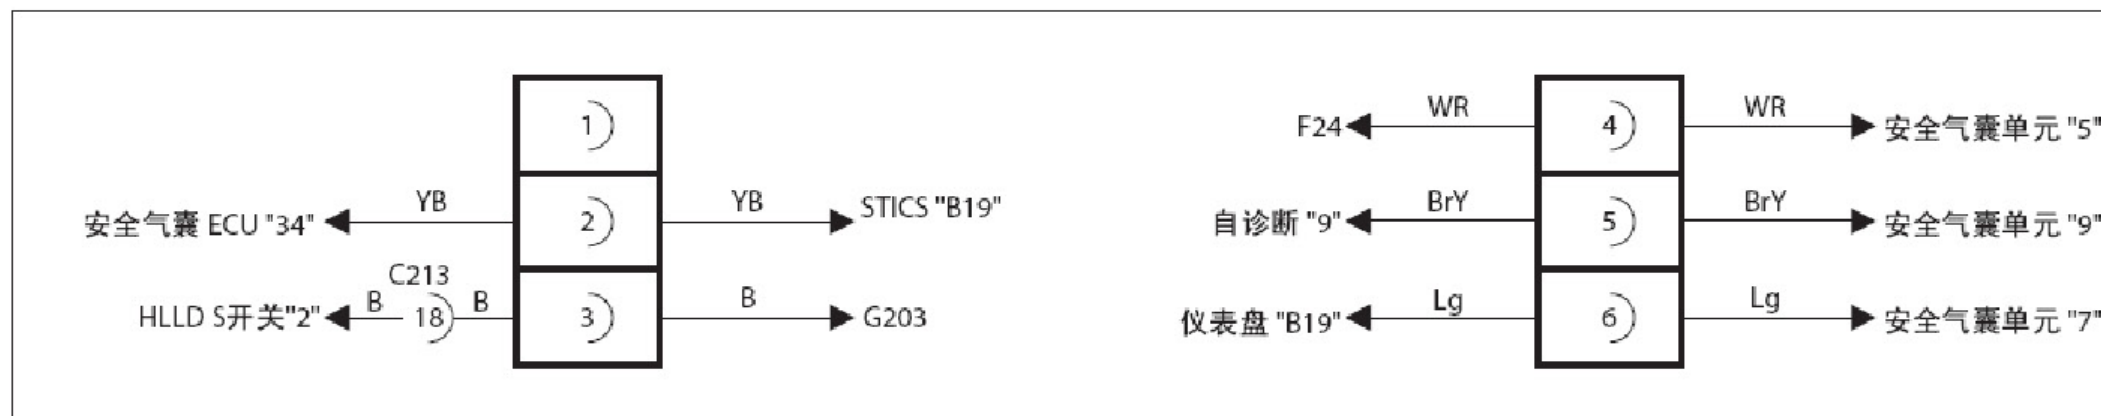 1
YB
2
YB
安全气囊 ECU "34"
STICS "B19"
C213
HLLD S开关"2"
B
18
B
3
B
G203
F24
WR
4
WR
安全气囊单元 "5"
自诊断 "9"
BrY
5
BrY
安全气囊单元 "9"
仪表盘 "B19"
Lg
6
Lg
安全气囊单元 "7"